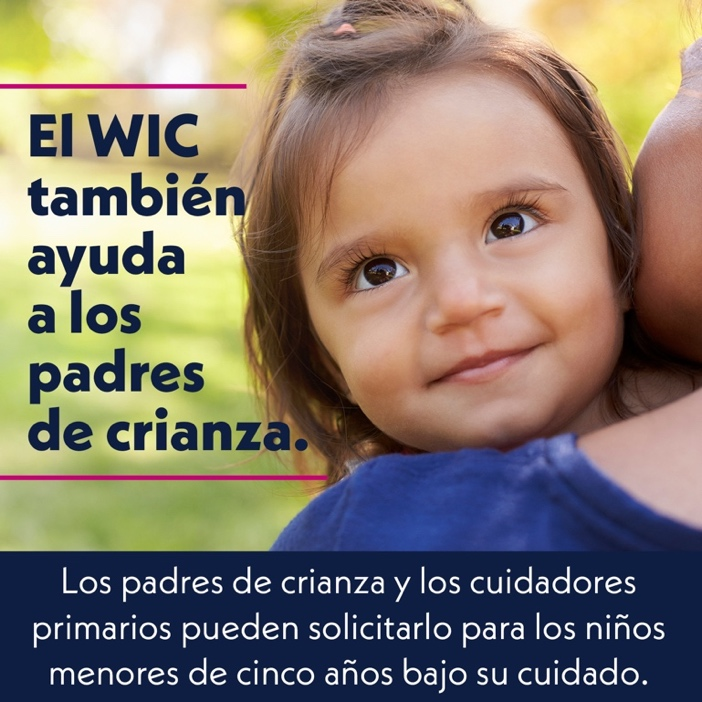 El WIC
también
ayuda
a los
padres
de crianza.
Los padres de crianza y los cuidadores
primarios pueden solicitarlo para los niños
menores de cinco años bajo su cuidado.